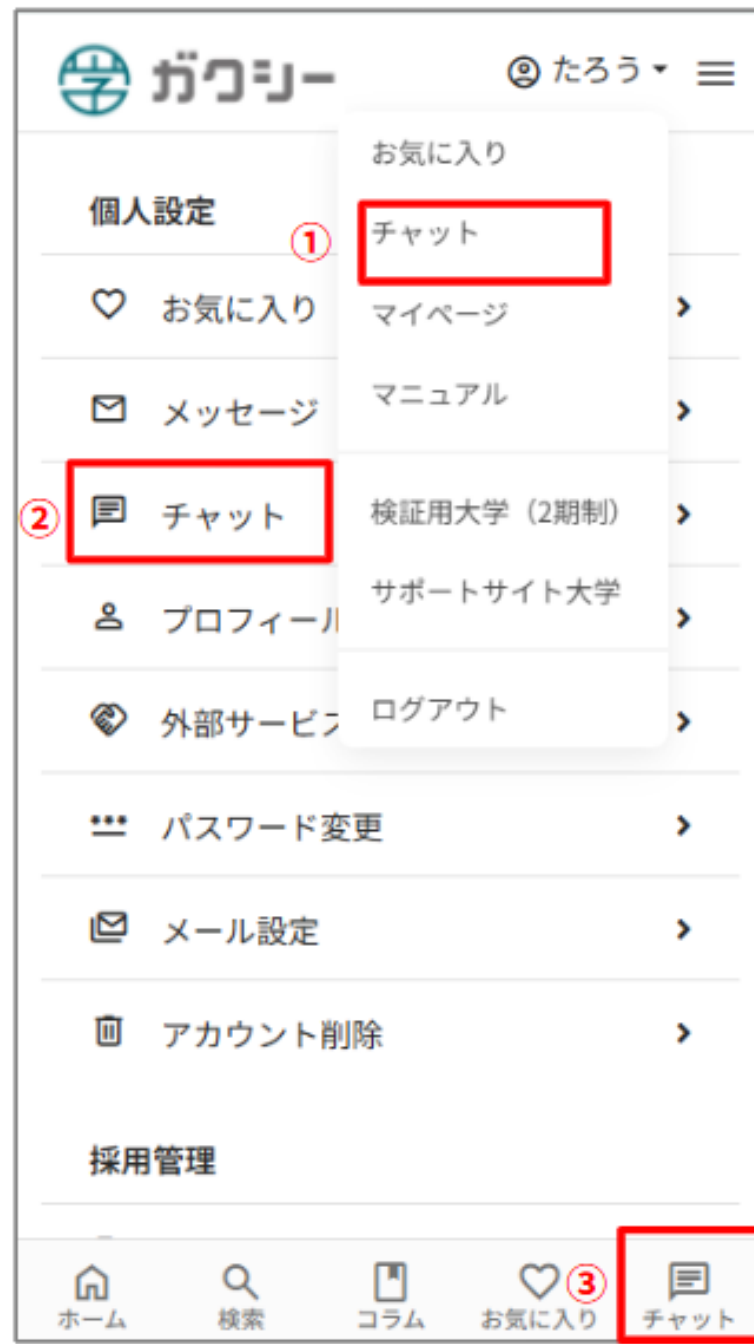 学 ガクシー
たろう
お気に入り
① チャット
マイページ
マニュアル
検証用大学（2期制）
サポートサイト大学
ログアウト
個人設定
お気に入り
メッセージ
② チャット
プロフィール
外部サービス
パスワード変更
メール設定
アカウント削除
採用管理
ホーム
検索
コラム
お気に入り
③ チャット